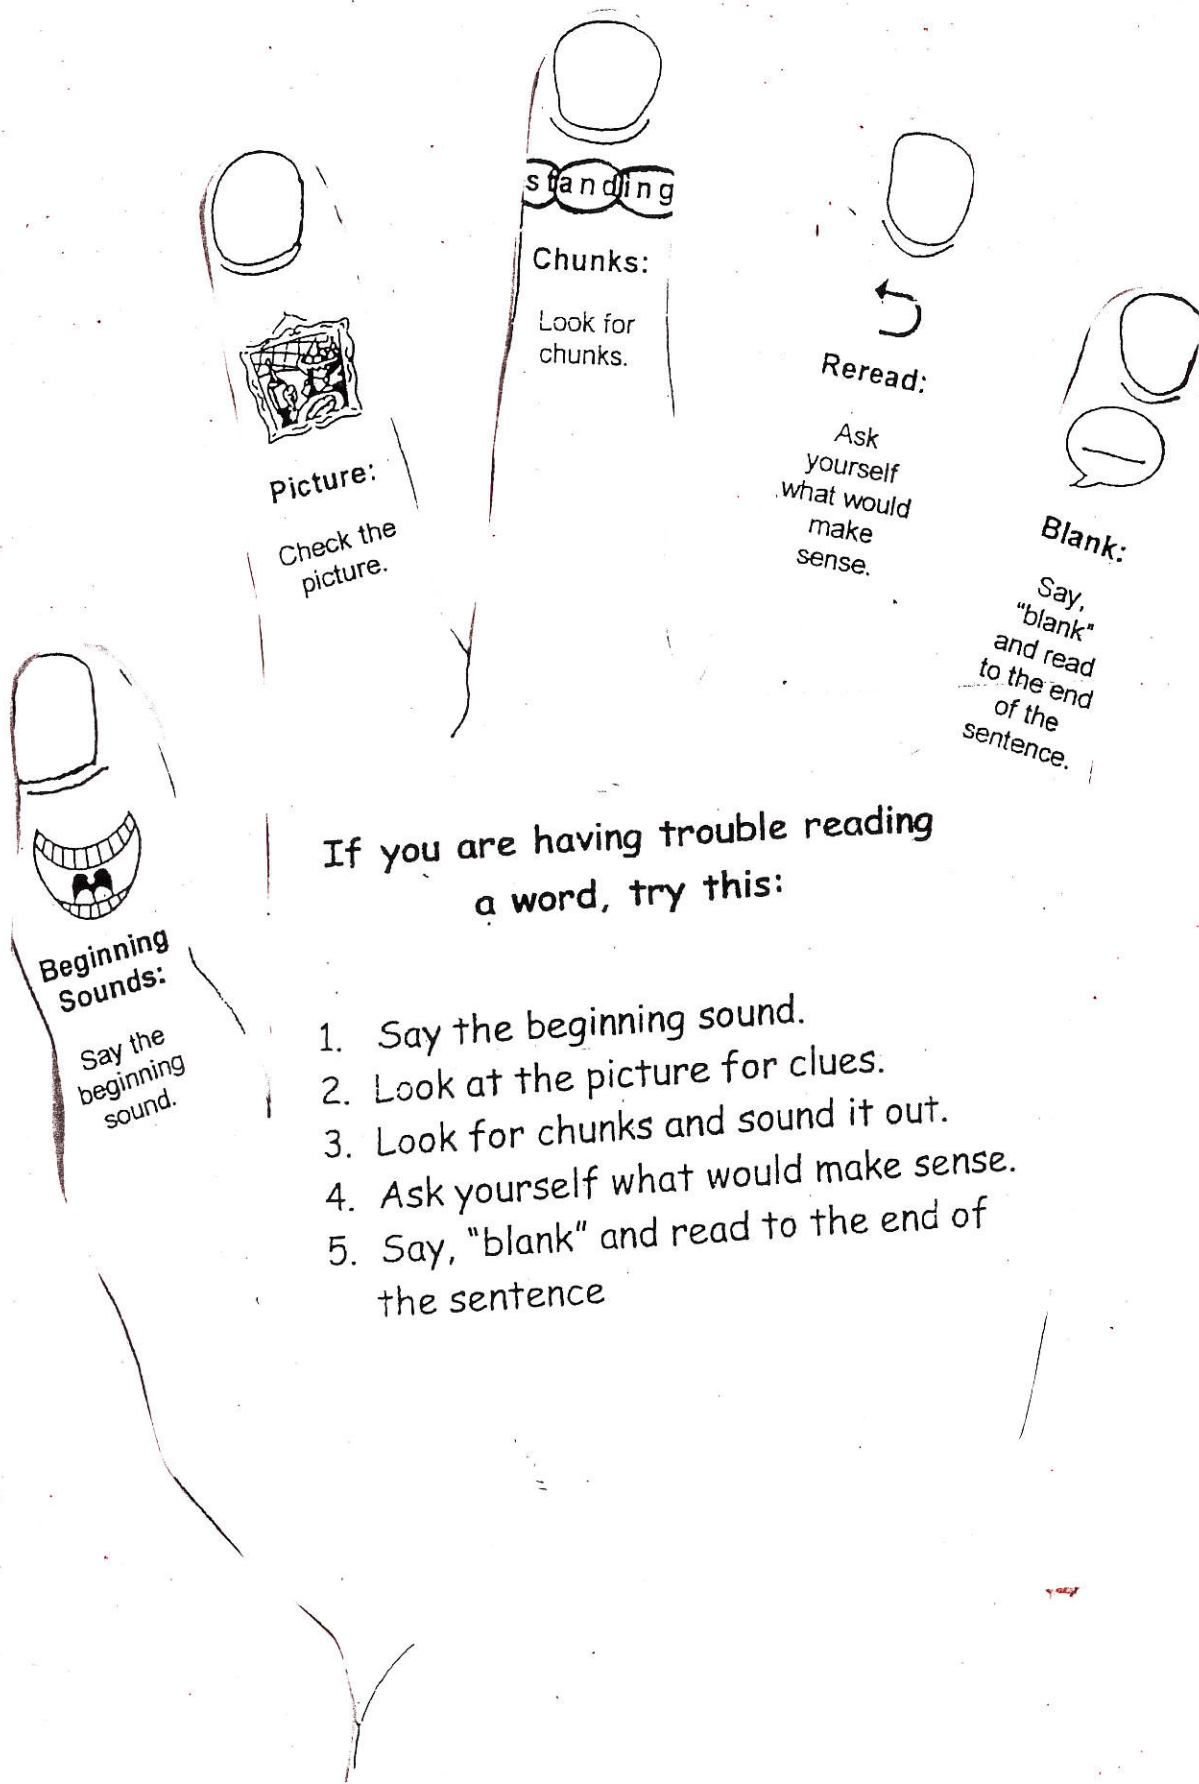 standing
Chunks:
Look for
chunks.
Picture:
Check the
picture.
Reread:
Ask
yourself
what would
make
sense.
Blank:
Say,
"blank"
and read
to the end
of the
sentence.
Beginning
Sounds:
Say the
beginning
sound.
If you are having trouble reading
a word, try this:
1. Say the beginning sound.
2. Look at the picture for clues.
3. Look for chunks and sound it out.
4. Ask yourself what would make sense.
5. Say, "blank" and read to the end of
the sentence